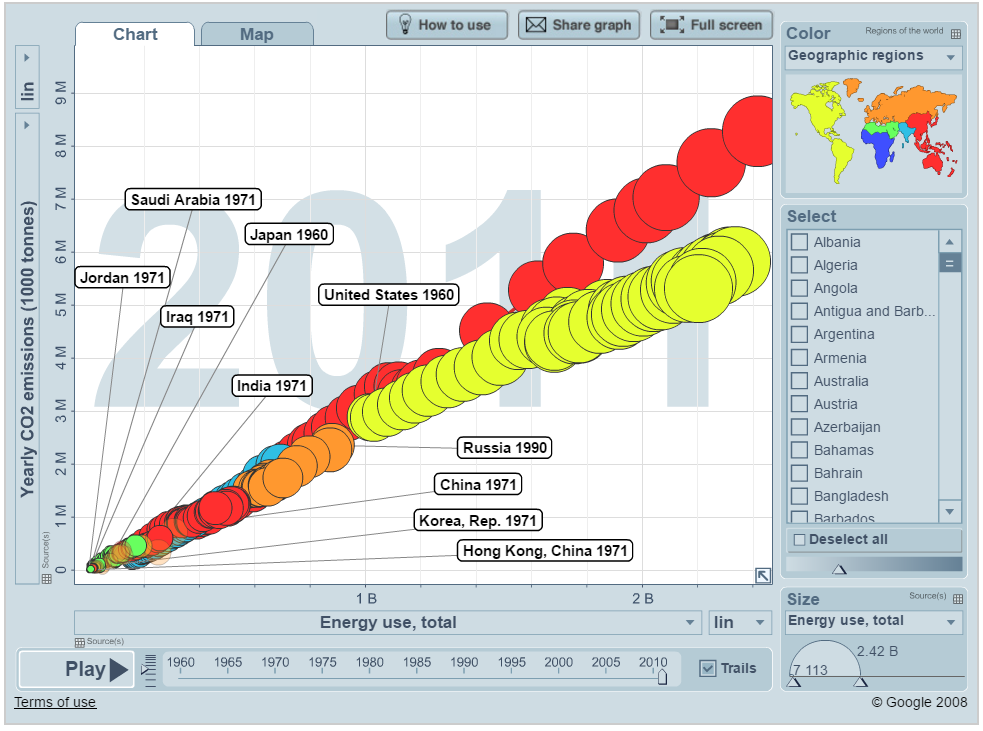 Chart
Map
How to use
Share graph
Full screen
lin
Yearly CO2 emissions (1000 tonnes)
Source(s)
9 M
8 M
7 M
6 M
5 M
4 M
3 M
2 M
1 M
0
2011
Saudi Arabia 1971
Japan 1960
Jordan 1971
United States 1960
Iraq 1971
India 1971
Russia 1990
China 1971
Korea, Rep. 1971
Hong Kong, China 1971
1 B
2 B
Energy use, total
lin
Source(s)
Play
1960 1965 1970 1975 1980 1985 1990 1995 2000 2005 2010
Trails
Color
Regions of the world
Geographic regions
Select
Albania
Algeria
Angola
Antigua and Barb...
Argentina
Armenia
Australia
Austria
Azerbaijan
Bahamas
Bahrain
Bangladesh
Barbados
Deselect all
Size
Source(s)
Energy use, total
2.42 B
7 113
Terms of use
© Google 2008